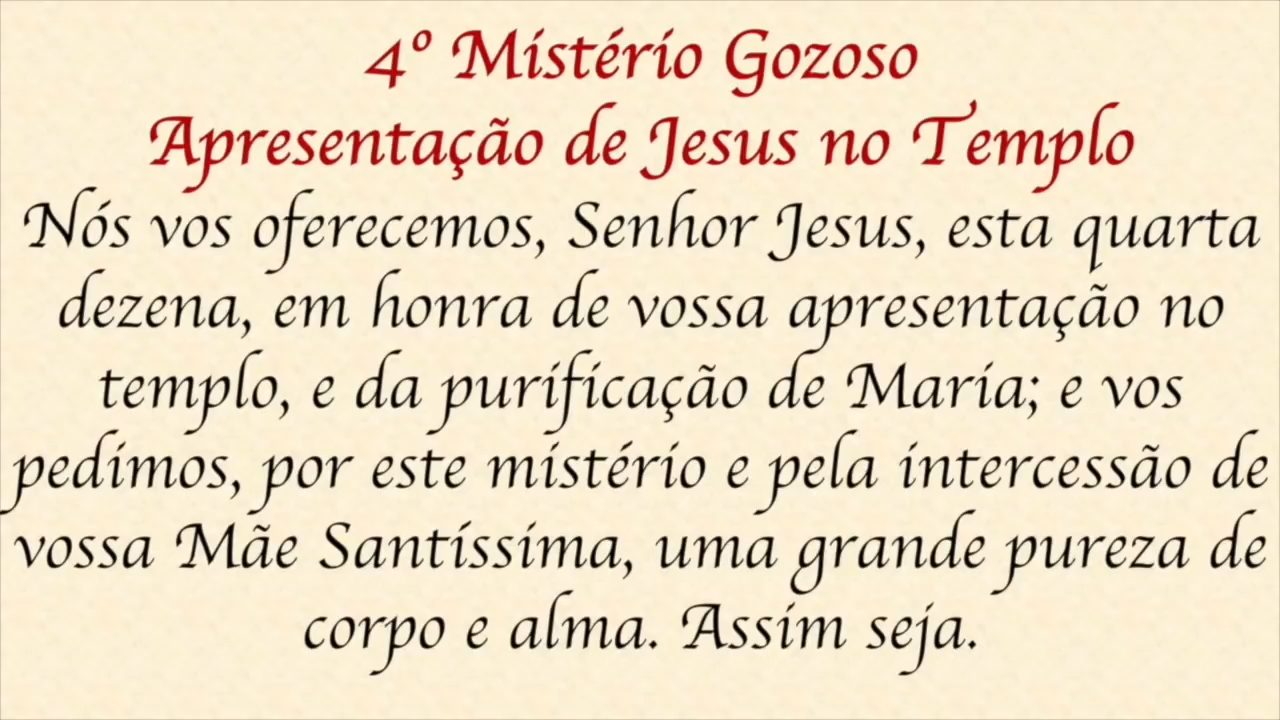 4º Mistério Gozoso
Apresentação de Jesus no Templo
Nós vos oferecemos, Senhor Jesus, esta quarta
dezena, em honra de vossa apresentação no
templo, e da purificação de Maria; e vos
pedimos, por este mistério e pela intercessão de
vossa Mãe Santíssima, uma grande pureza de
corpo e alma. Assim seja.